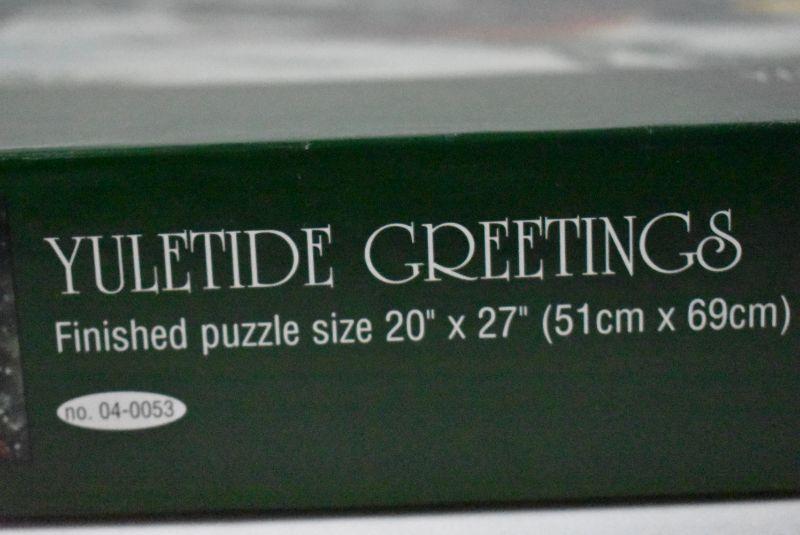 YULETIDE GREETINGS
Finished puzzle size 20" x 27" (51cm x 69cm)
no. 04-0053